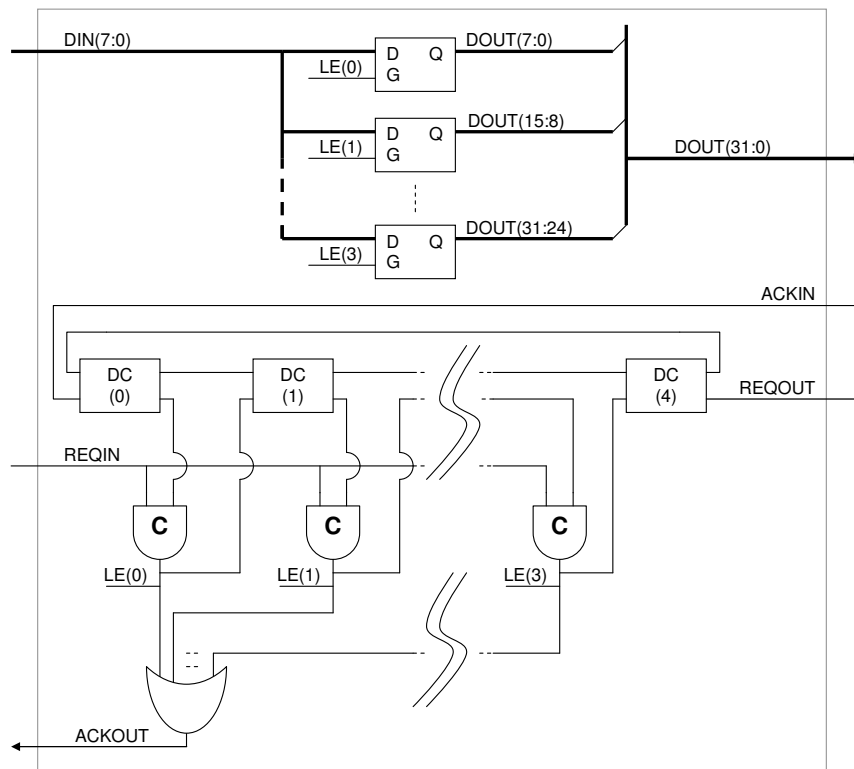 DIN(7:0)
D Q
G
LE(0)
DOUT(7:0)
D Q
G
LE(1)
DOUT(15:8)
DOUT(31:0)
D Q
G
LE(3)
DOUT(31:24)
ACKIN
DC
(0)
DC
(1)
DC
(4)
REQOUT
REQIN
C
C
C
LE(0)
LE(1)
LE(3)
ACKOUT